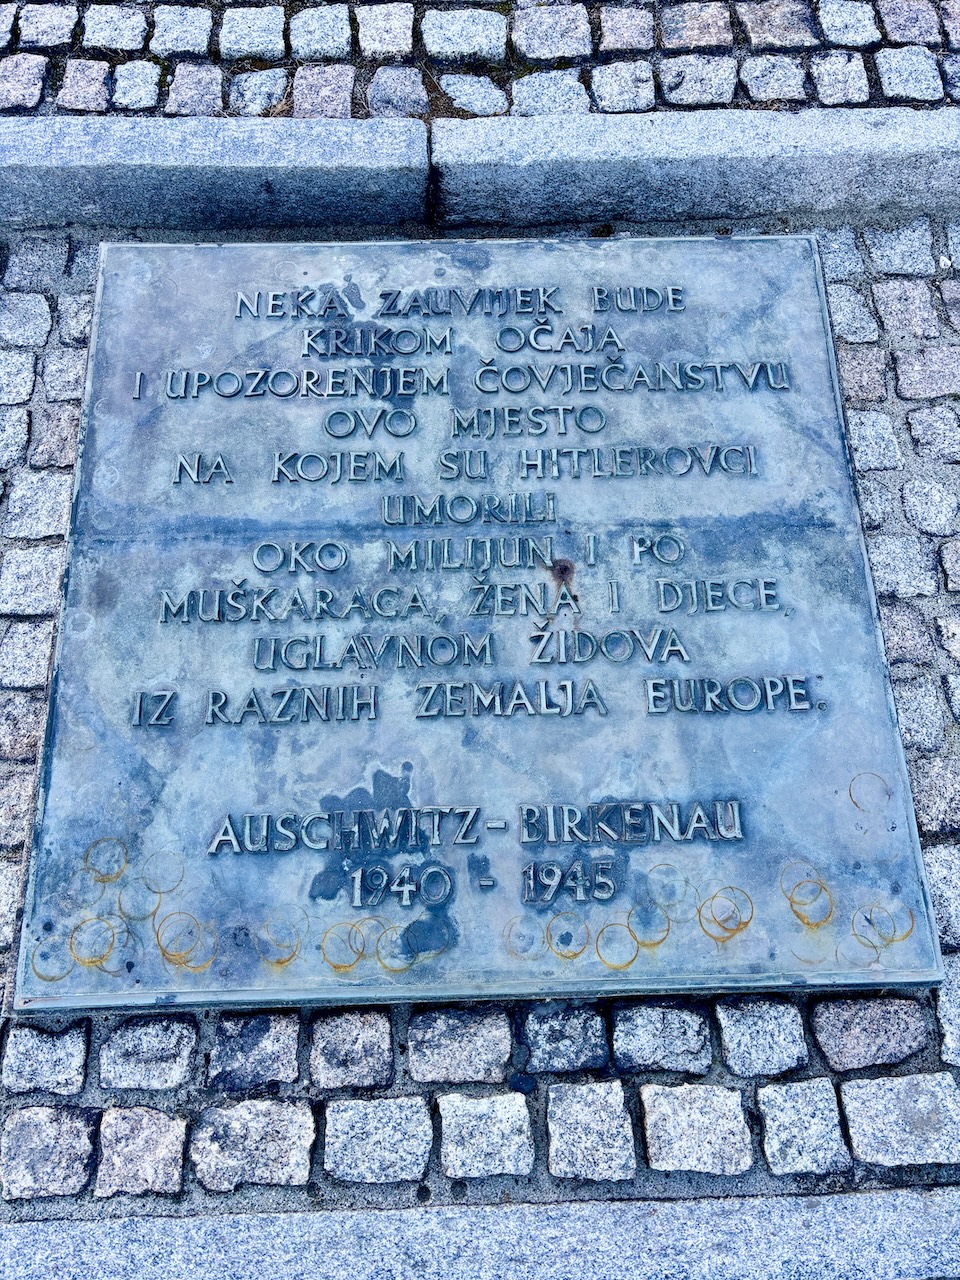 NEKA ZAUVIJEK BUDE
KRIKOM OČAJA
I UPOZORENJEM ČOVJEČANSTVU
OVO MJESTO
NA KOJEM SU HITLEROVCI
UMORILI
OKO MILIJUN I PO
MUŠKARACA, ŽENA I DJECE,
UGLAVNOM ŽIDOVA
IZ RAZNIH ZEMALJA EUROPE.
AUSCHWITZ-BIRKENAU
1940 - 1945